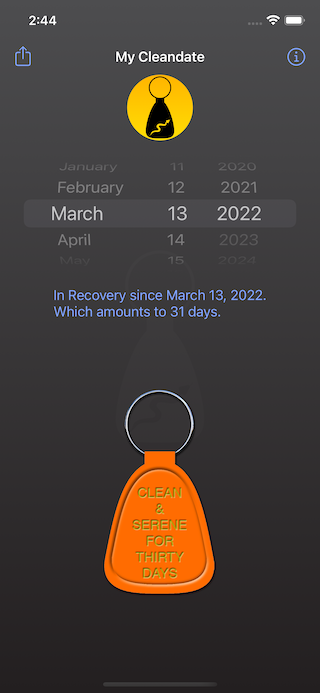 2:44
My Cleandate
January 11 2020
February 12 2021
March 13 2022
April 14 2023
May 15 2024
In Recovery since March 13, 2022.
Which amounts to 31 days.
CLEAN
&
SERENE
FOR
THIRTY
DAYS